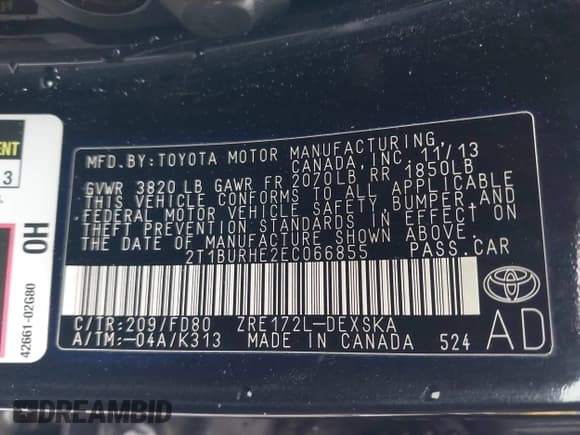 MFD.BY:TOYOTA MOTOR MANUFACTURING
CANADA,INC. 11/13
GVWR 3820 LB GAWR FR 2070LB RR 1850LB
THIS VEHICLE CONFORMS TO ALL APPLICABLE
FEDERAL MOTOR VEHICLE SAFETY BUMPER,AND
THEFT PREVENTION STANDARDS IN EFFECT ON
THE DATE OF MANUFACTURE SHOWN ABOVE.
2T1BURHE2EC066855 PASS.CAR
C/TR:209/FD80 ZRE172L-DEXSKA
A/TM:-04A/K313 MADE IN CANADA 524
AD
TOYOTA
3
HO
42661-02G80
DREAMBID